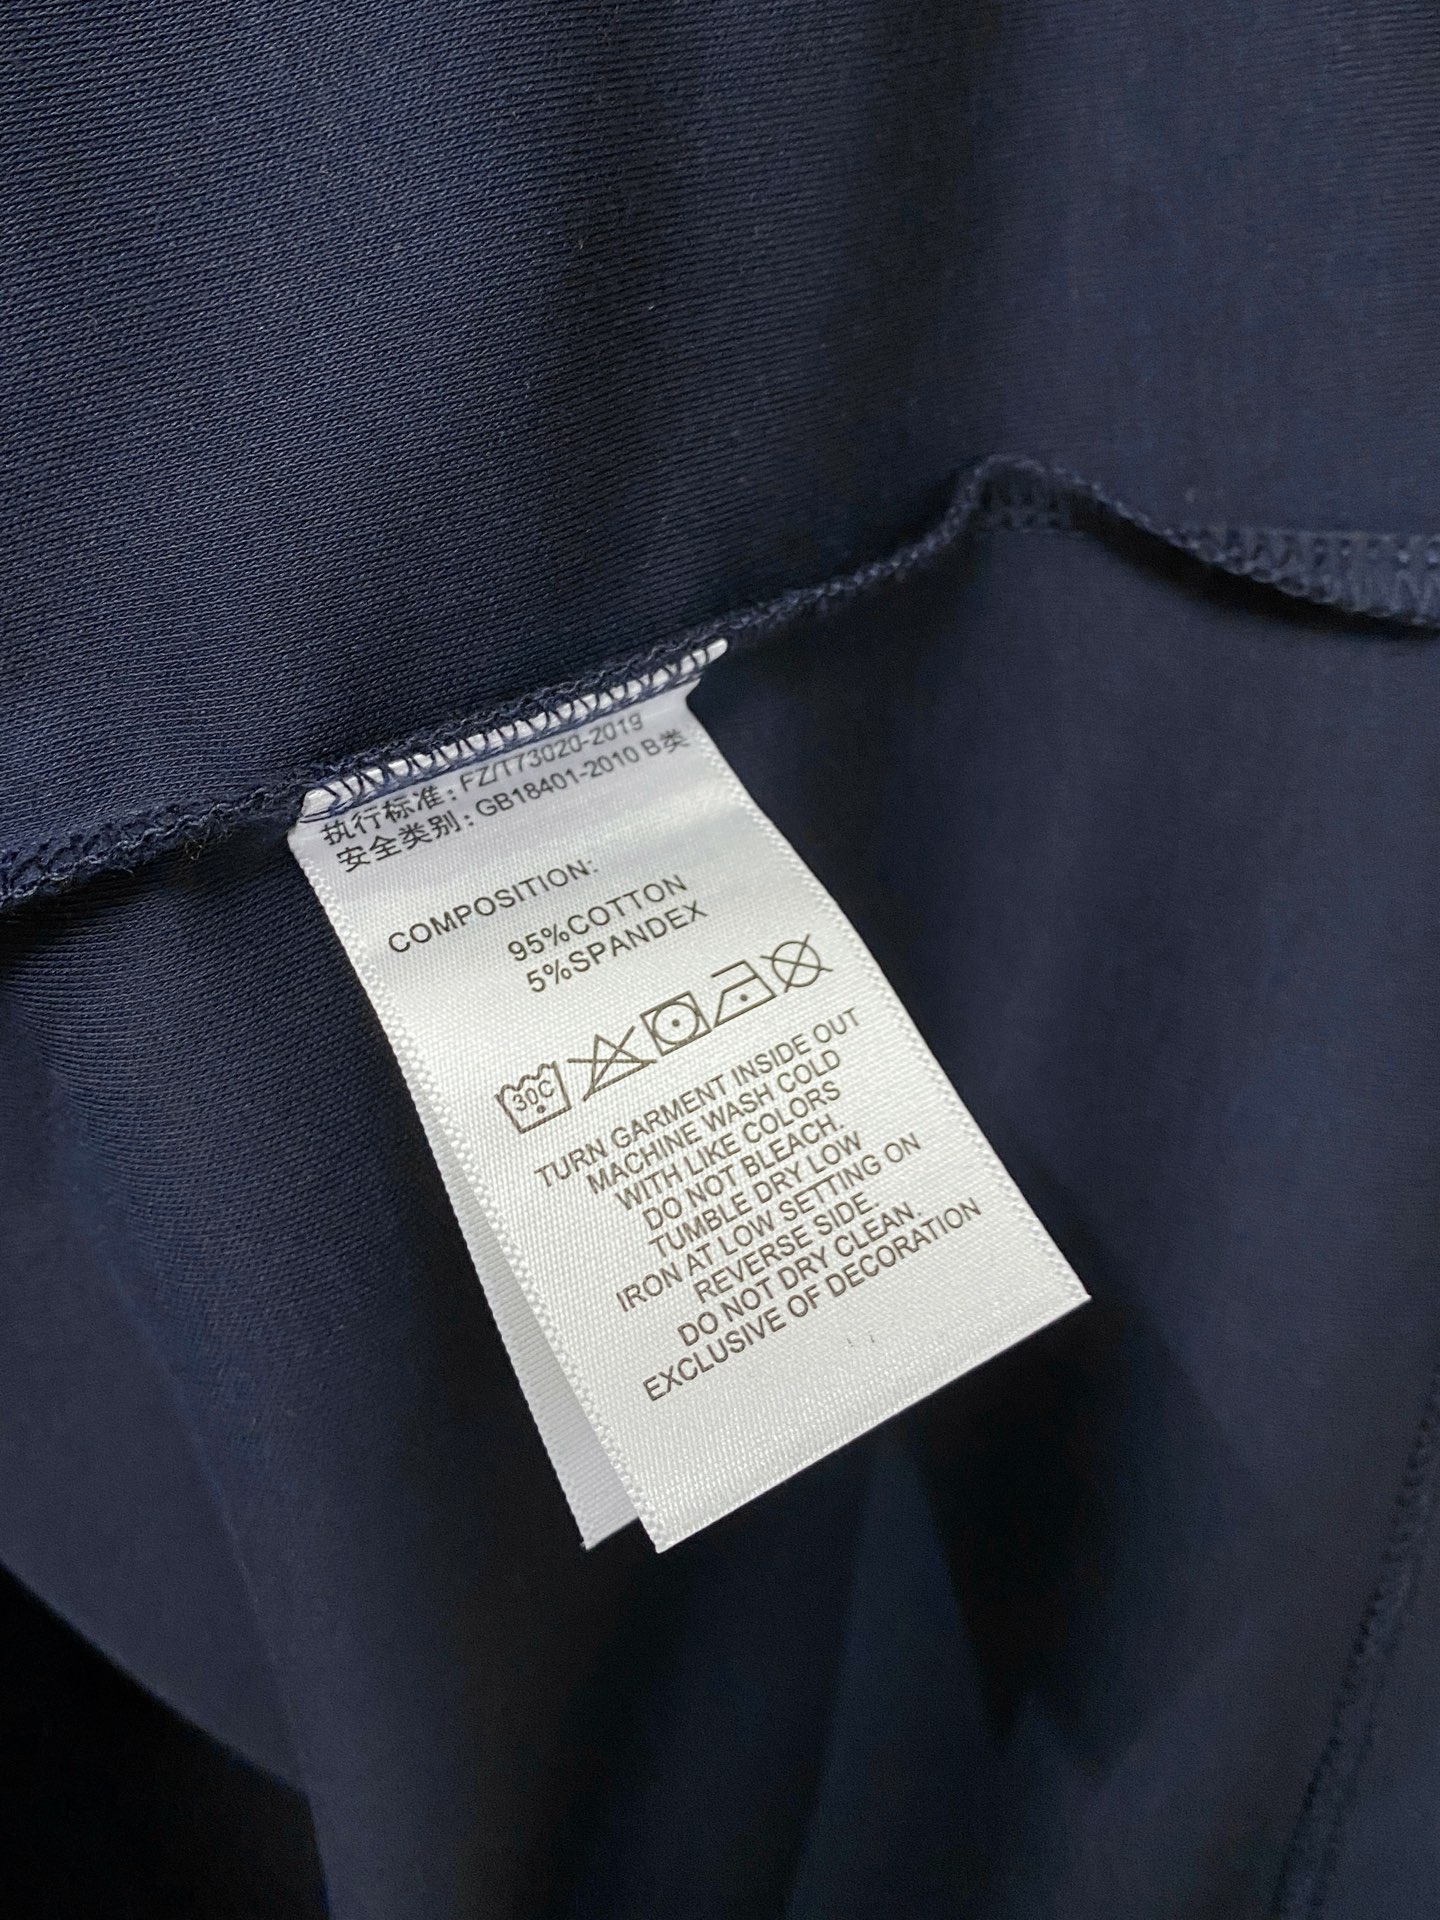 执行标准：FZ/T73020-2019
安全类别：GB18401-2010 B类
COMPOSITION:
95%COTTON
5%SPANDEX
30C
TURN GARMENT INSIDE OUT
MACHINE WASH COLD
WITH LIKE COLORS
DO NOT BLEACH.
TUMBLE DRY LOW
IRON AT LOW SETTING ON
REVERSE SIDE.
DO NOT DRY CLEAN.
EXCLUSIVE OF DECORATION